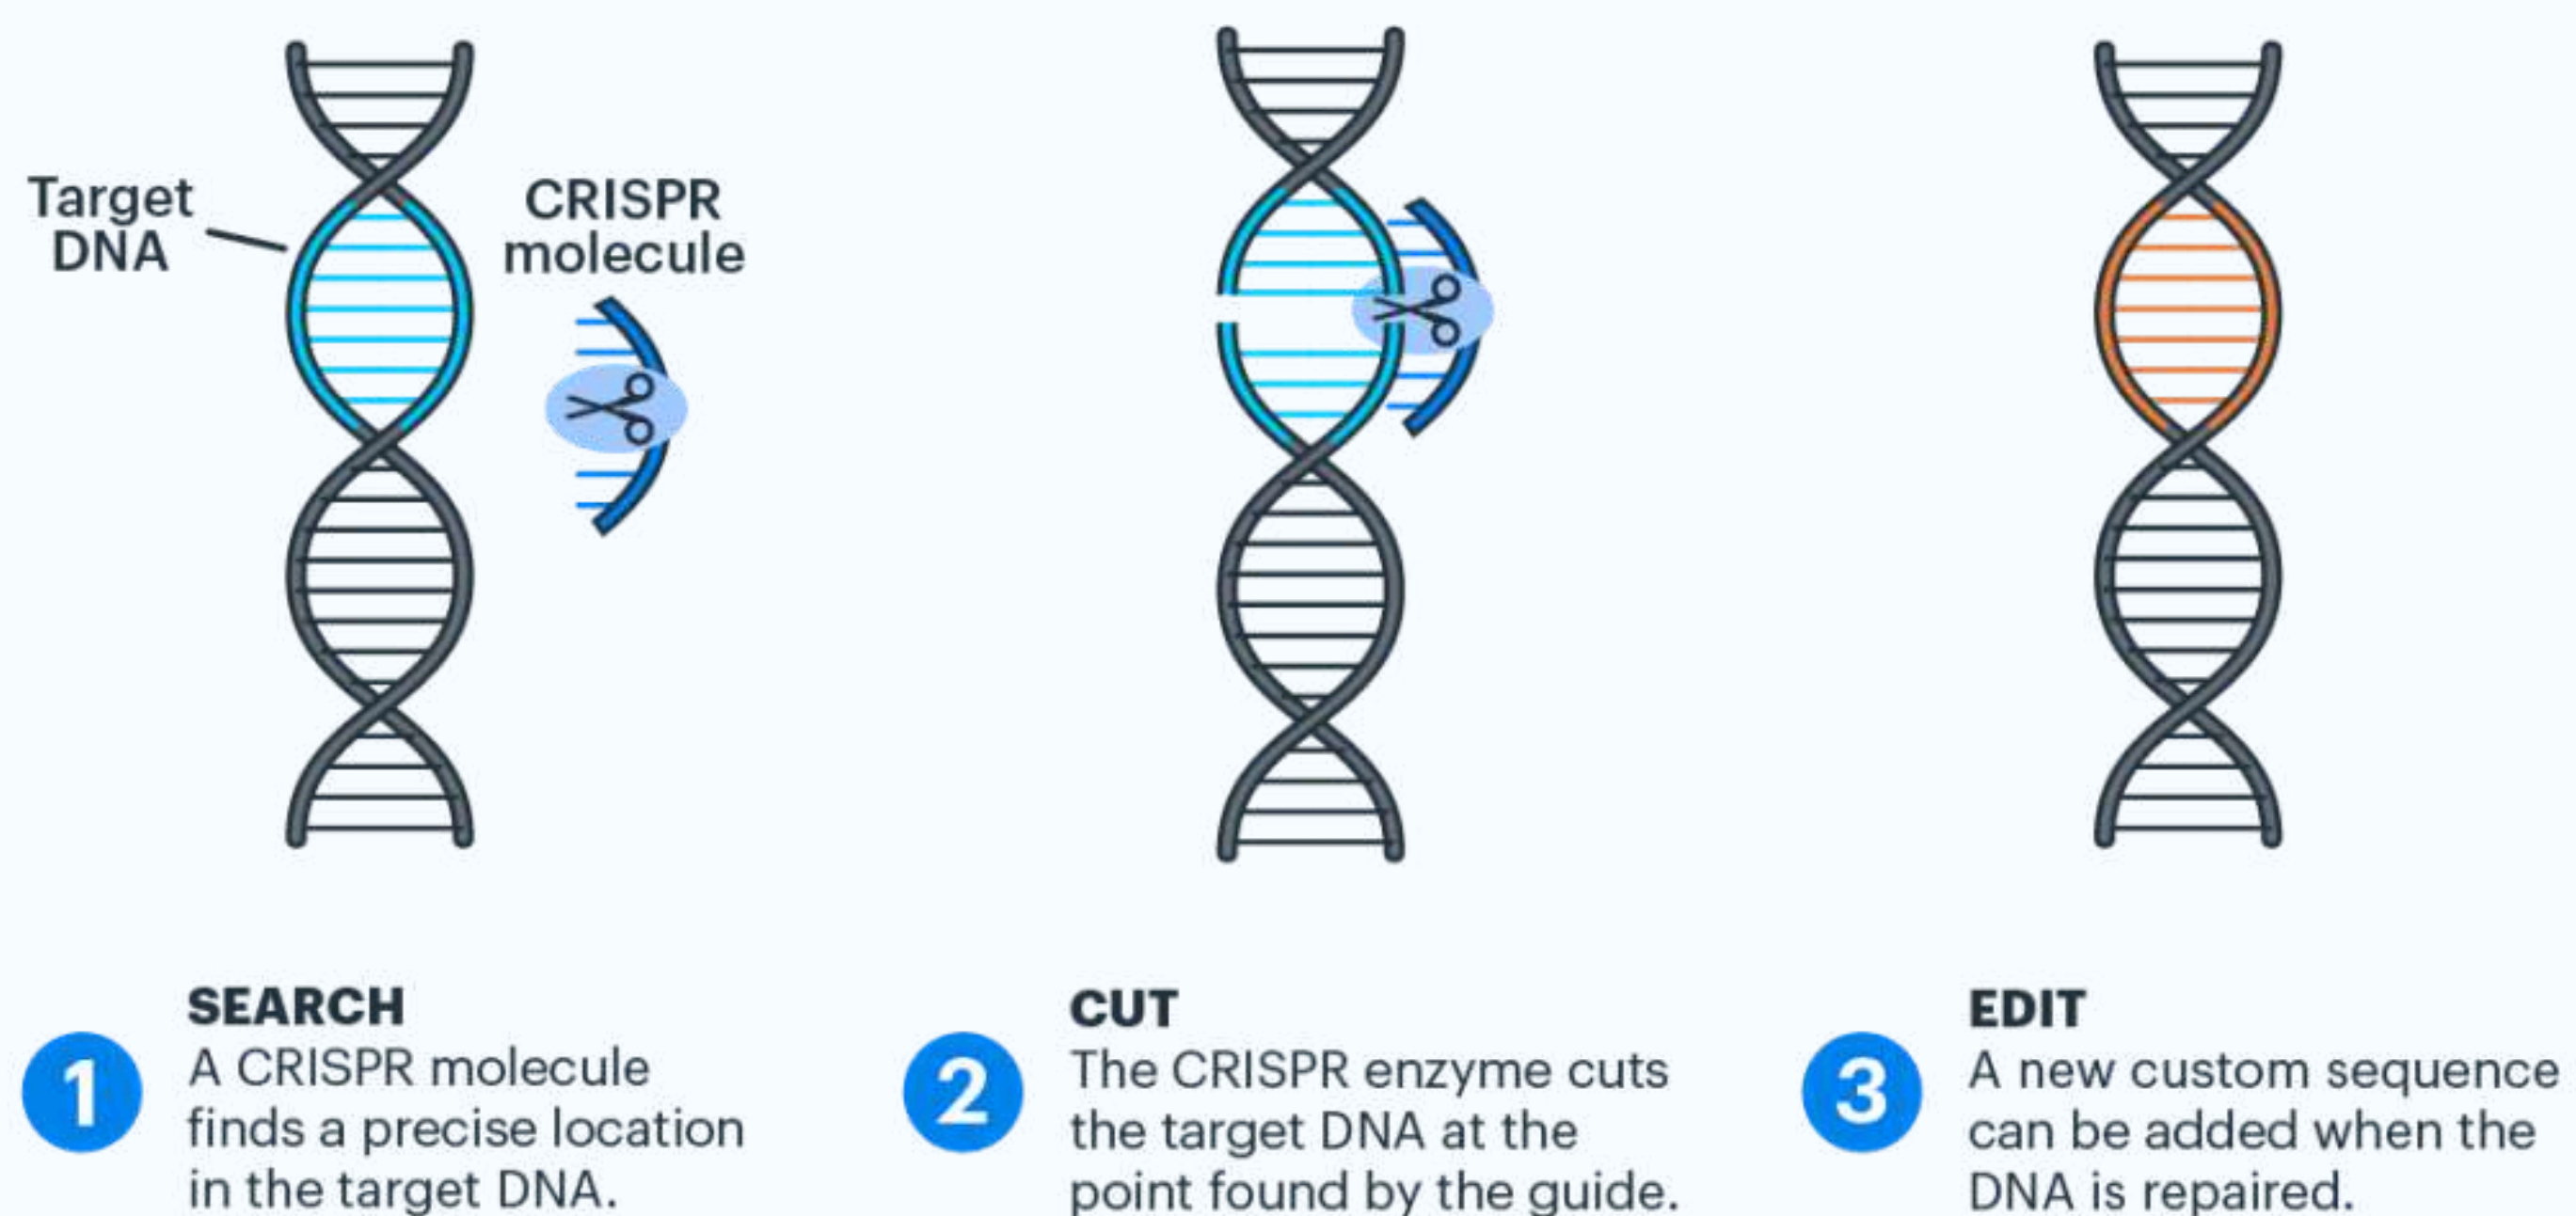 Target
DNA
CRISPR
molecule
1
SEARCH
A CRISPR molecule
finds a precise location
in the target DNA.
2
CUT
The CRISPR enzyme cuts
the target DNA at the
point found by the guide.
3
EDIT
A new custom sequence
can be added when the
DNA is repaired.